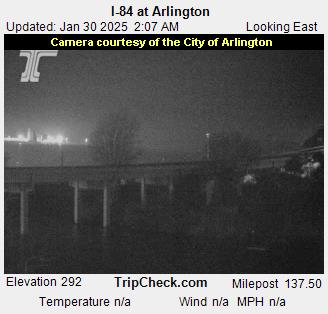 I-84 at Arlington
Updated: Jan 30 2025 2:07 AM Looking East
Camera courtesy of the City of Arlington
Elevation 292 TripCheck.com Milepost 137.50
Temperature n/a Wind n/a MPH n/a